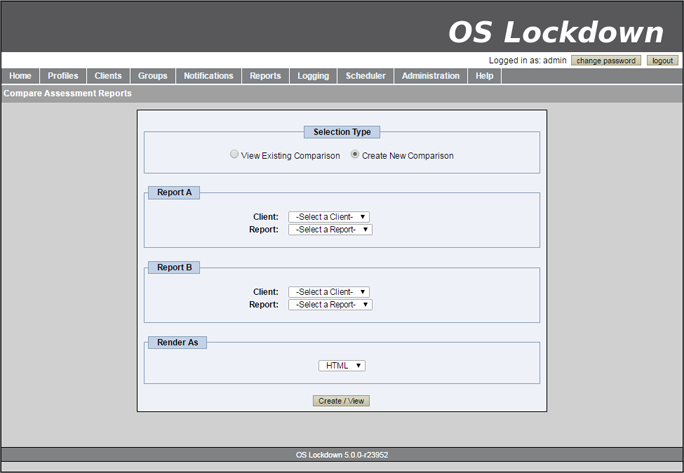 OS Lockdown
Logged in as: admin change password logout
Home Profiles Clients Groups Notifications Reports Logging Scheduler Administration Help
Compare Assessment Reports
Selection Type
View Existing Comparison Create New Comparison
Report A
Client: -Select a Client-
Report: -Select a Report-
Report B
Client: -Select a Client-
Report: -Select a Report-
Render As
HTML
Create / View
OS Lockdown 5.0.0-r23952